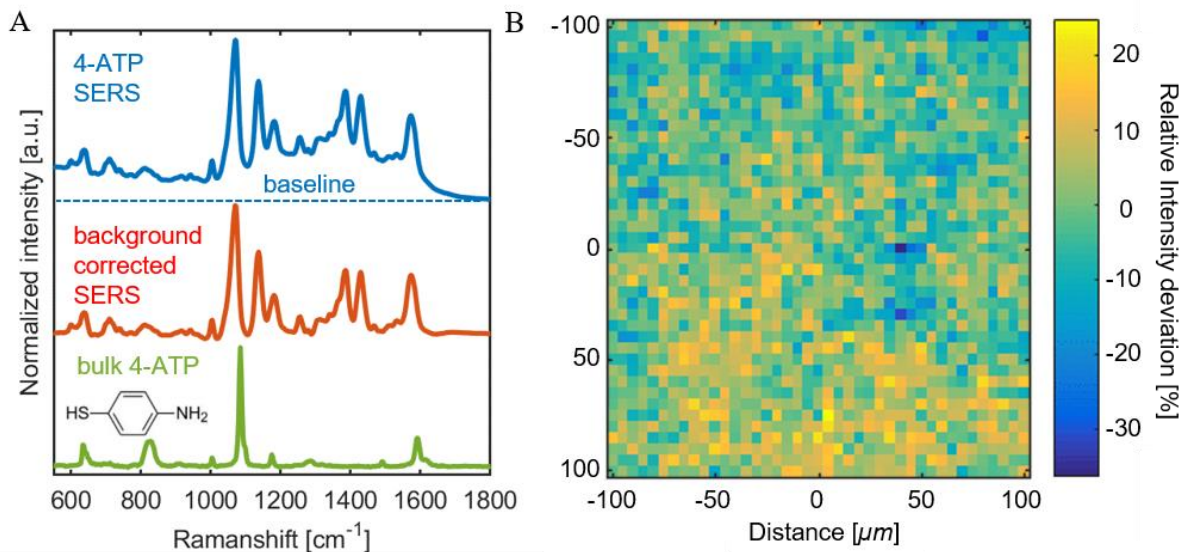 A
4-ATP
SERS
baseline
background
corrected
SERS
bulk 4-ATP
HS
NH₂
Normalized intensity [a.u.]
600 800 1000 1200 1400 1600 1800
Ramanshift [cm⁻¹]
B
-100
-50
0
50
100
-100 -50 0 50 100
Distance [µm]
20
10
0
-10
-20
-30
Relative Intensity deviation [%]